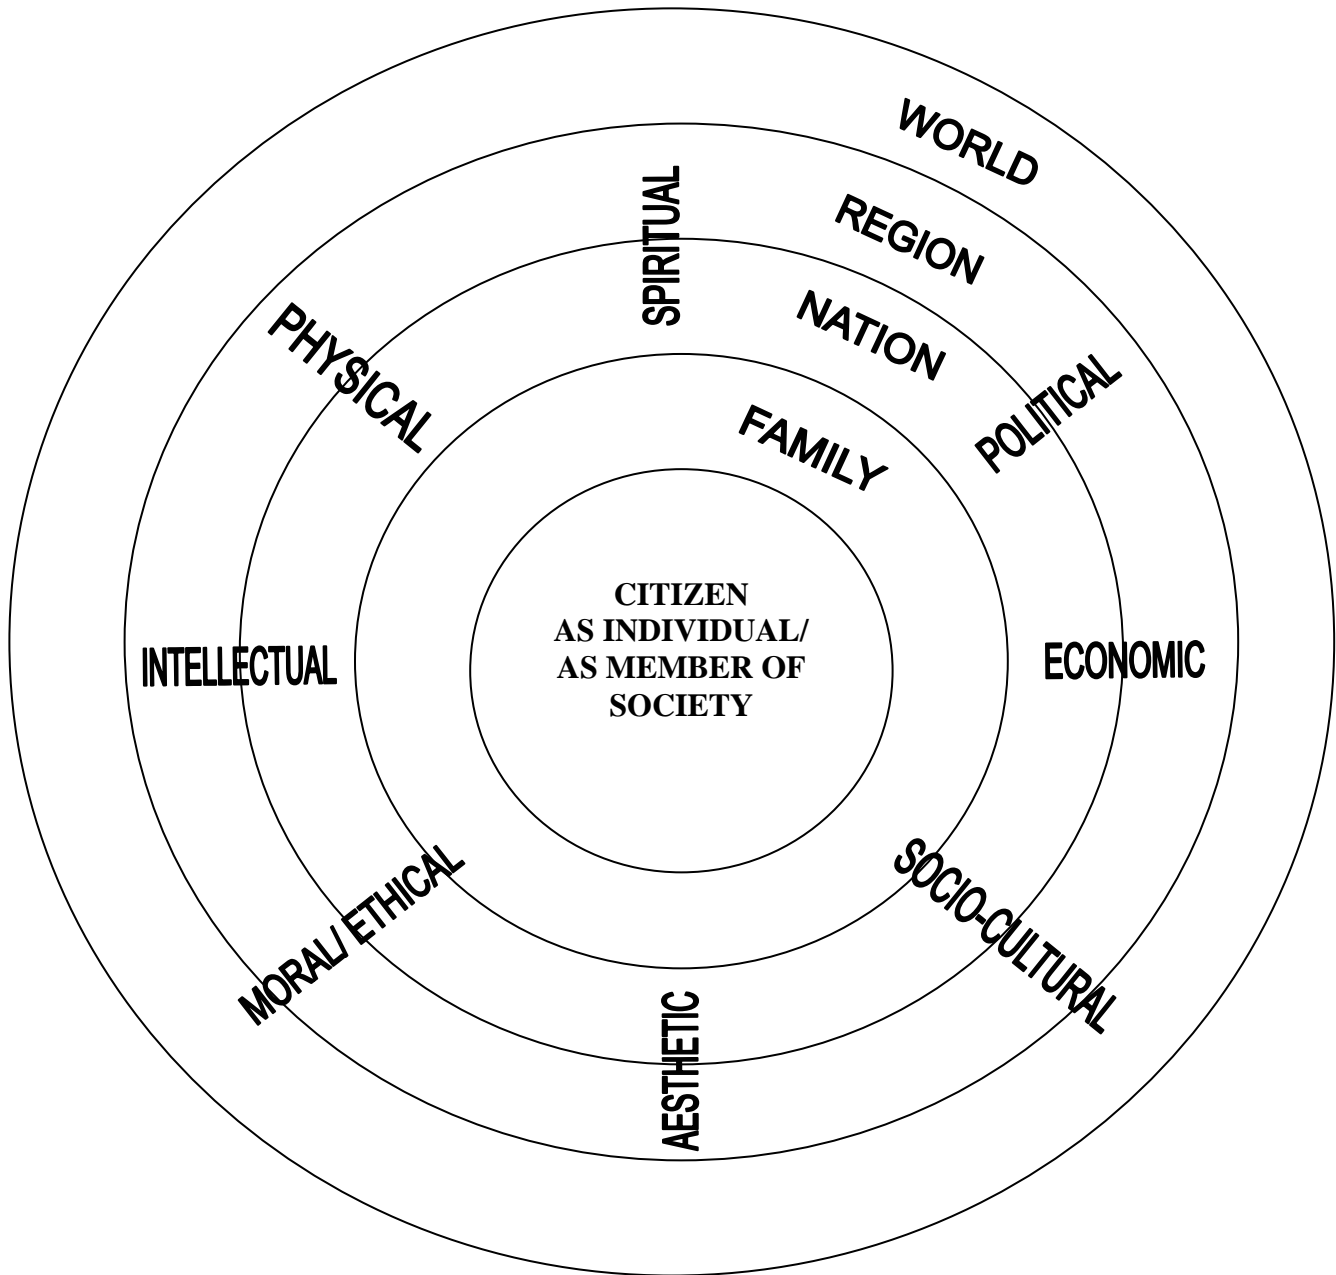 WORLD
REGION
NATION
FAMILY
SPIRITUAL
PHYSICAL
POLITICAL
CITIZEN
AS INDIVIDUAL/
AS MEMBER OF
SOCIETY
INTELLECTUAL
ECONOMIC
MORAL/ ETHICAL
SOCIO-CULTURAL
AESTHETIC